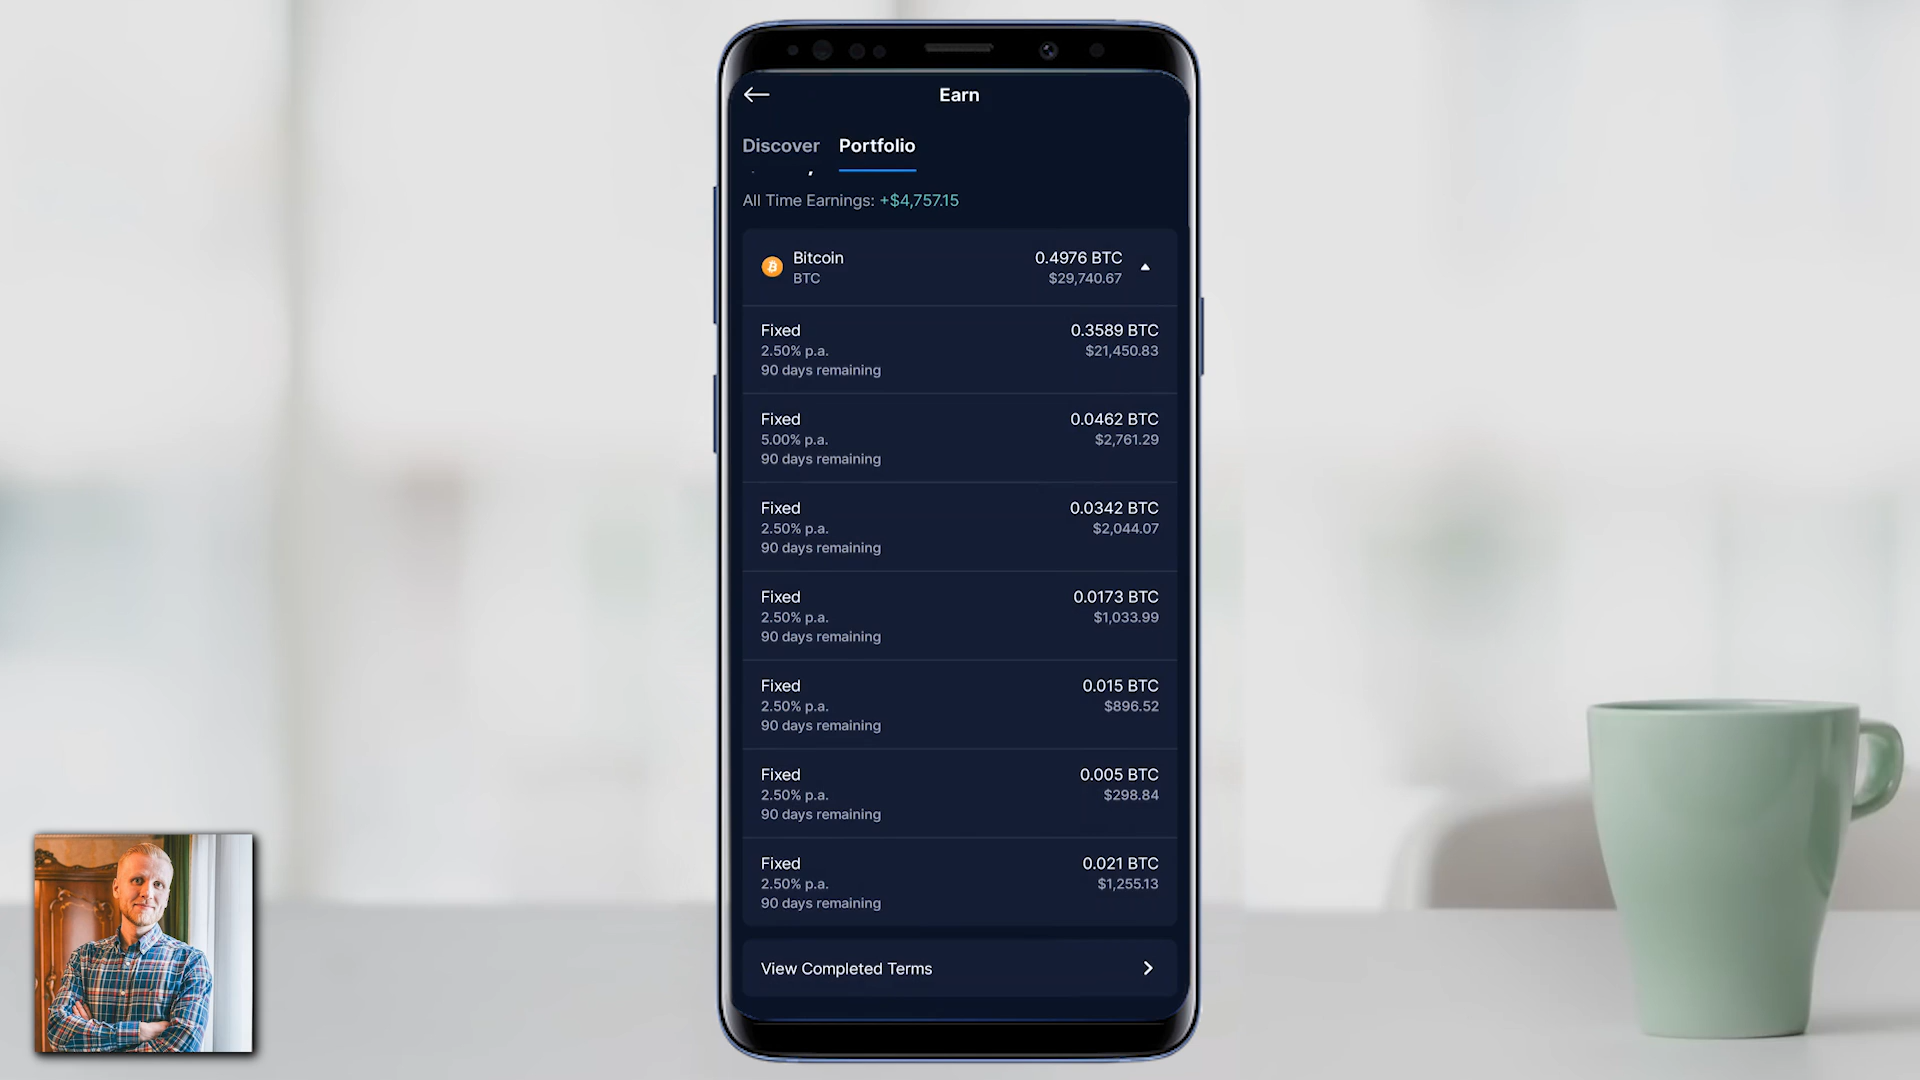 Earn
Discover Portfolio
All Time Earnings: +$4,757.15
Bitcoin 0.4976 BTC
BTC $29,740.67
Fixed 0.3589 BTC
2.50% p.a. $21,450.83
90 days remaining
Fixed 0.0462 BTC
5.00% p.a. $2,761.29
90 days remaining
Fixed 0.0342 BTC
2.50% p.a. $2,044.07
90 days remaining
Fixed 0.0173 BTC
2.50% p.a. $1,033.99
90 days remaining
Fixed 0.015 BTC
2.50% p.a. $896.52
90 days remaining
Fixed 0.005 BTC
2.50% p.a. $298.84
90 days remaining
Fixed 0.021 BTC
2.50% p.a. $1,255.13
90 days remaining
View Completed Terms